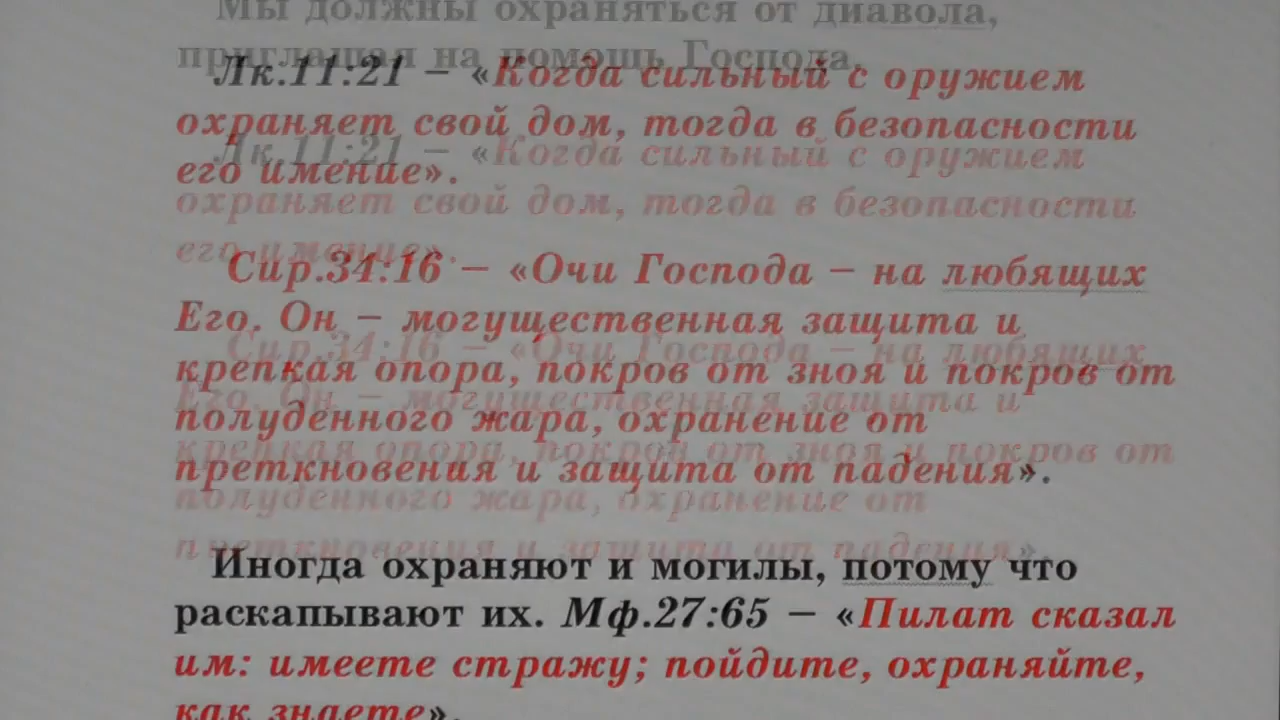 Мы должны охраняться от диавола,
приглашая на помощь Господа.
Лк.11:21 – «Когда сильный с оружием
охраняет свой дом, тогда в безопасности
его имение».
Сир.34:16 – «Очи Господа – на любящих
Его. Он – могущественная защита и
крепкая опора, покров от зноя и покров от
полуденного жара, охранение от
преткновения и защита от падения».
Иногда охраняют и могилы, потому что
раскапывают их. Мф.27:65 – «Пилат сказал
им: имеете стражу; пойдите, охраняйте,
как знаете».